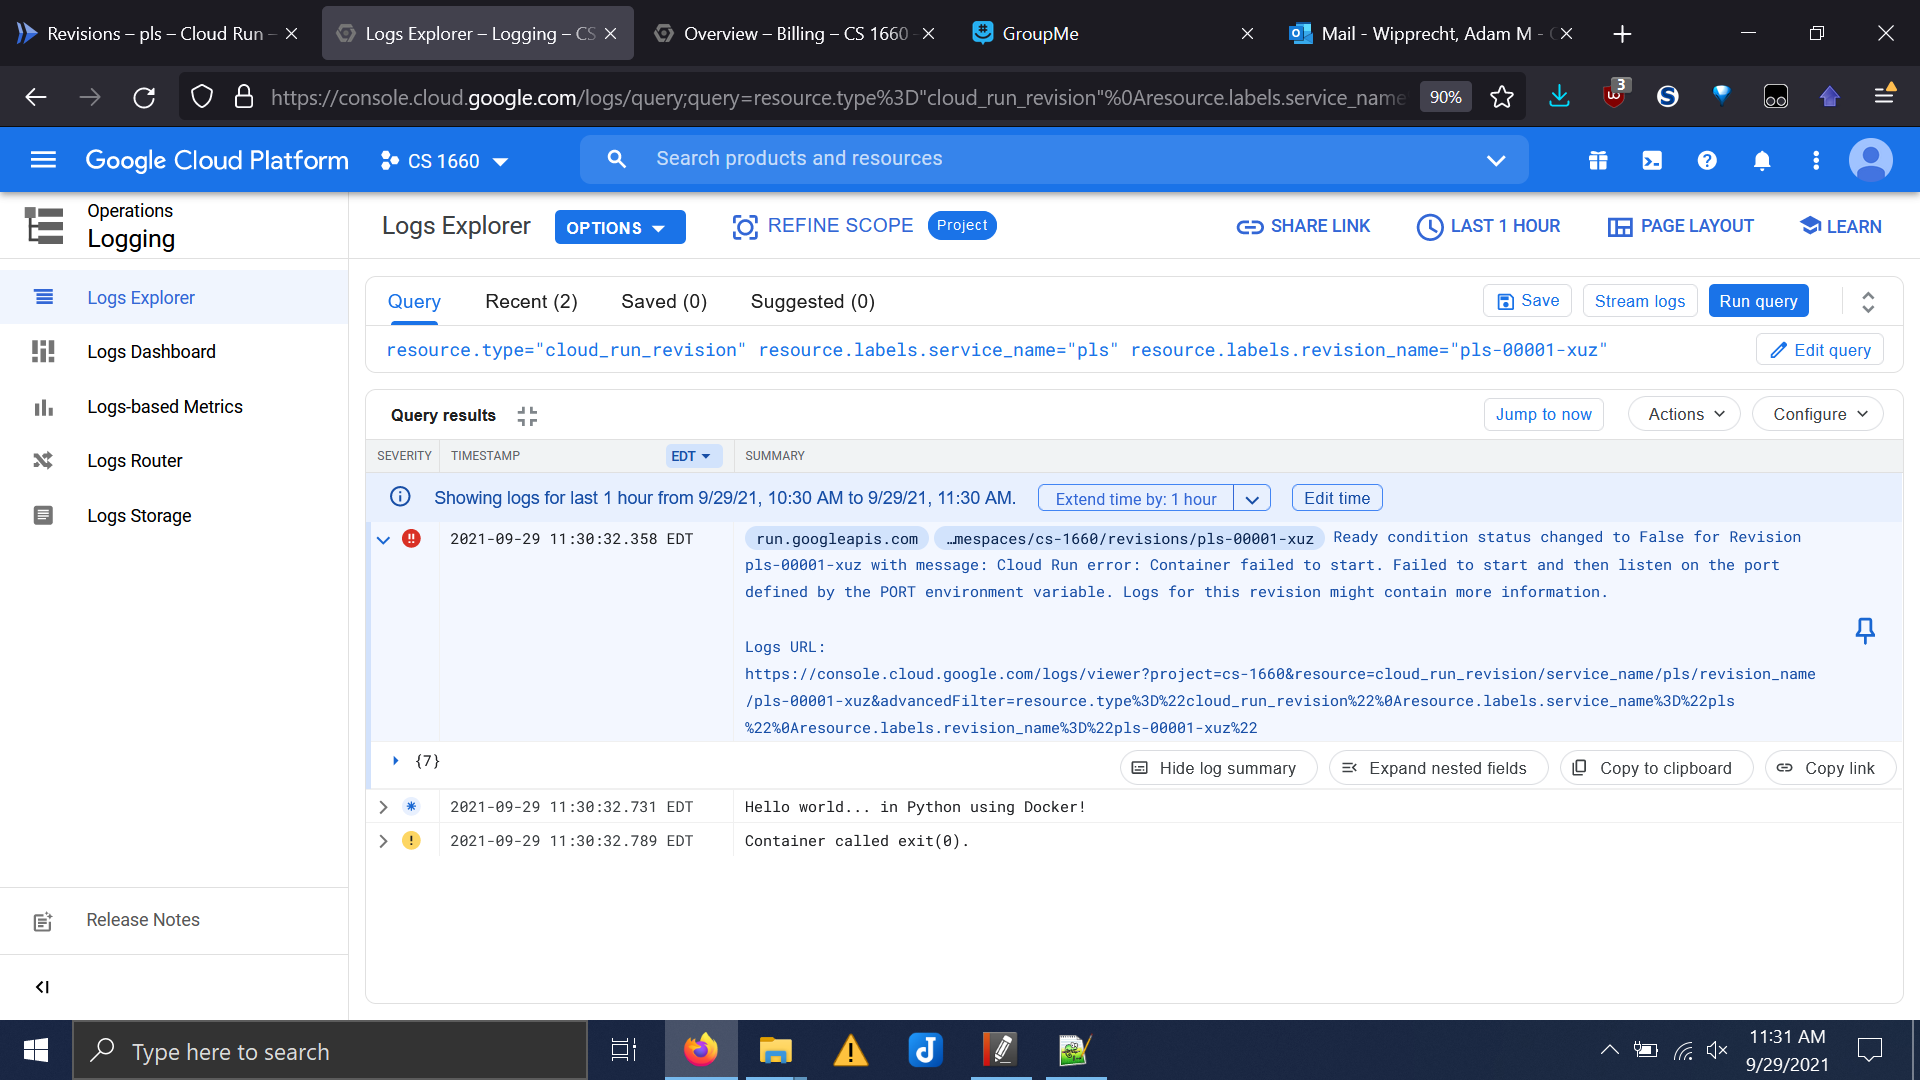 Revisions – pls – Cloud Run –
Logs Explorer – Logging – CS
Overview – Billing – CS 1660
GroupMe
Mail - Wipprecht, Adam M -
https://console.cloud.google.com/logs/query;query=resource.type%3D"cloud_run_revision"%0Aresource.labels.service_name
90%
3
Google Cloud Platform
CS 1660
Search products and resources
Operations
Logging
Logs Explorer
OPTIONS
REFINE SCOPE
Project
SHARE LINK
LAST 1 HOUR
PAGE LAYOUT
LEARN
Logs Explorer
Logs Dashboard
Logs-based Metrics
Logs Router
Logs Storage
Release Notes
Query
Recent (2)
Saved (0)
Suggested (0)
Save
Stream logs
Run query
resource.type="cloud_run_revision" resource.labels.service_name="pls" resource.labels.revision_name="pls-00001-xuz"
Edit query
Query results
Jump to now
Actions
Configure
SEVERITY
TIMESTAMP
EDT
SUMMARY
Showing logs for last 1 hour from 9/29/21, 10:30 AM to 9/29/21, 11:30 AM.
Extend time by: 1 hour
Edit time
2021-09-29 11:30:32.358 EDT
run.googleapis.com …mespaces/cs-1660/revisions/pls-00001-xuz Ready condition status changed to False for Revision
pls-00001-xuz with message: Cloud Run error: Container failed to start. Failed to start and then listen on the port
defined by the PORT environment variable. Logs for this revision might contain more information.
Logs URL:
https://console.cloud.google.com/logs/viewer?project=cs-1660&resource=cloud_run_revision/service_name/pls/revision_name
/pls-00001-xuz&advancedFilter=resource.type%3D%22cloud_run_revision%22%0Aresource.labels.service_name%3D%22pls
%22%0Aresource.labels.revision_name%3D%22pls-00001-xuz%22
{7}
Hide log summary
Expand nested fields
Copy to clipboard
Copy link
2021-09-29 11:30:32.731 EDT
Hello world... in Python using Docker!
2021-09-29 11:30:32.789 EDT
Container called exit(0).
Type here to search
11:31 AM
9/29/2021